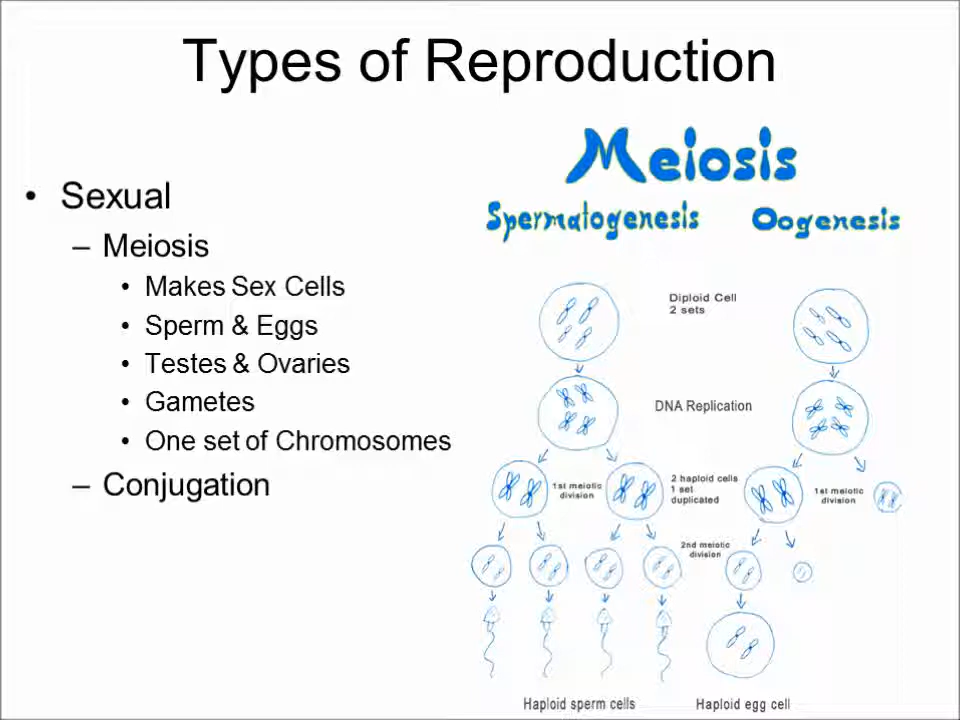 Types of Reproduction
• Sexual
– Meiosis
• Makes Sex Cells
• Sperm & Eggs
• Testes & Ovaries
• Gametes
• One set of Chromosomes
– Conjugation
Meiosis
Spermatogenesis
Oogenesis
Diploid Cell
2 sets
DNA Replication
1st meiotic
division
2 haploid cells
1 set
duplicated
1st meiotic
division
2nd meiotic
division
Haploid sperm cells
Haploid egg cell